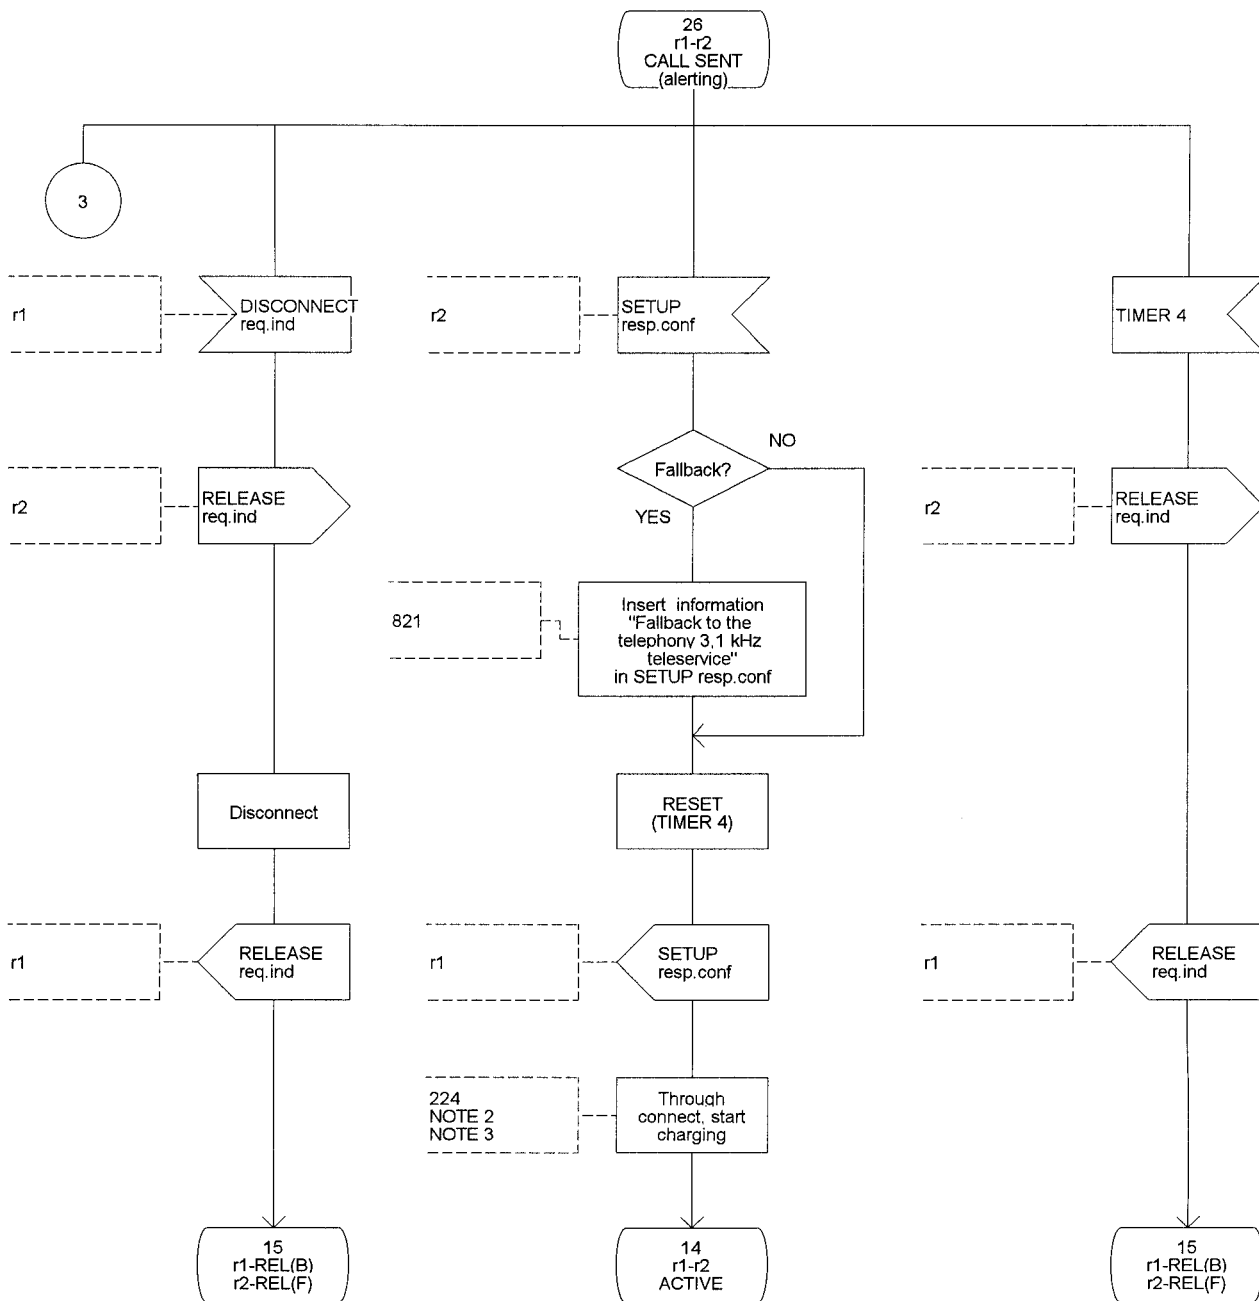 26
r1-r2
CALL SENT
(alerting)
3
r1
DISCONNECT
req.ind
r2
SETUP
resp.conf
TIMER 4
Fallback?
NO
YES
r2
RELEASE
req.ind
r2
RELEASE
req.ind
821
Insert information
"Fallback to the
telephony 3,1 kHz
teleservice"
in SETUP resp.conf
Disconnect
RESET
(TIMER 4)
r1
RELEASE
req.ind
r1
SETUP
resp.conf
r1
RELEASE
req.ind
224
NOTE 2
NOTE 3
Through
connect, start
charging
15
r1-REL(B)
r2-REL(F)
14
r1-r2
ACTIVE
15
r1-REL(B)
r2-REL(F)